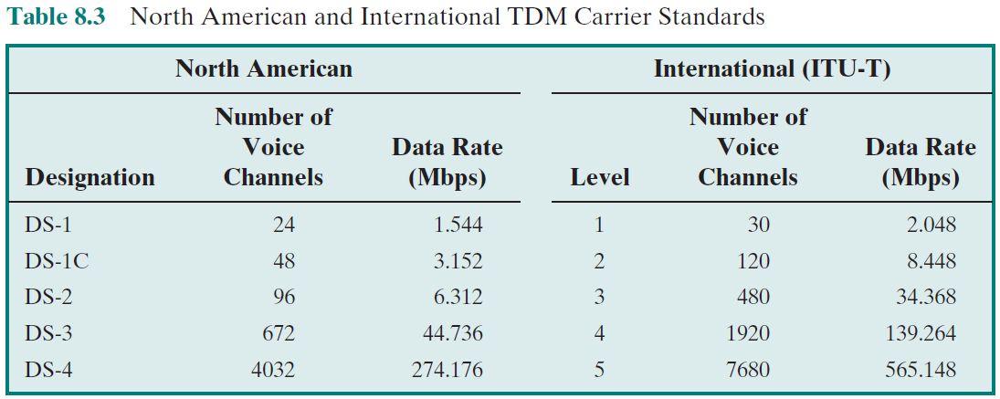 Table 8.3 North American and International TDM Carrier Standards
North American International (ITU-T)
Number of Number of
Voice Data Rate Voice Data Rate
Designation Channels (Mbps) Level Channels (Mbps)
DS-1 24 1.544 1 30 2.048
DS-1C 48 3.152 2 120 8.448
DS-2 96 6.312 3 480 34.368
DS-3 672 44.736 4 1920 139.264
DS-4 4032 274.176 5 7680 565.148